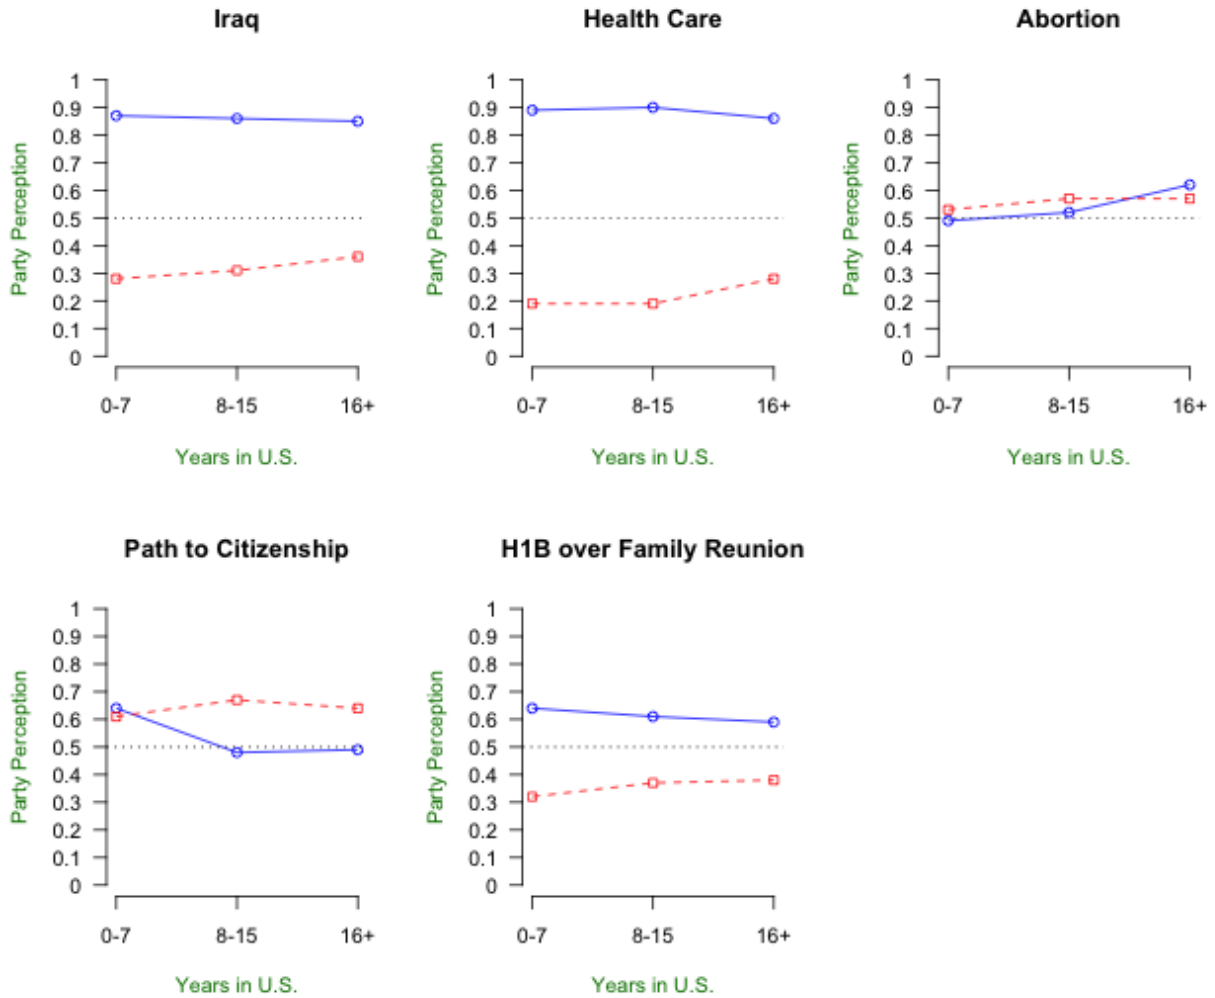 Iraq
Health Care
Abortion
Party Perception
1
0.9
0.8
0.7
0.6
0.5
0.4
0.3
0.2
0.1
0
0-7 8-15 16+
Years in U.S.
Party Perception
1
0.9
0.8
0.7
0.6
0.5
0.4
0.3
0.2
0.1
0
0-7 8-15 16+
Years in U.S.
Party Perception
1
0.9
0.8
0.7
0.6
0.5
0.4
0.3
0.2
0.1
0
0-7 8-15 16+
Years in U.S.
Path to Citizenship
H1B over Family Reunion
Party Perception
1
0.9
0.8
0.7
0.6
0.5
0.4
0.3
0.2
0.1
0
0-7 8-15 16+
Years in U.S.
Party Perception
1
0.9
0.8
0.7
0.6
0.5
0.4
0.3
0.2
0.1
0
0-7 8-15 16+
Years in U.S.